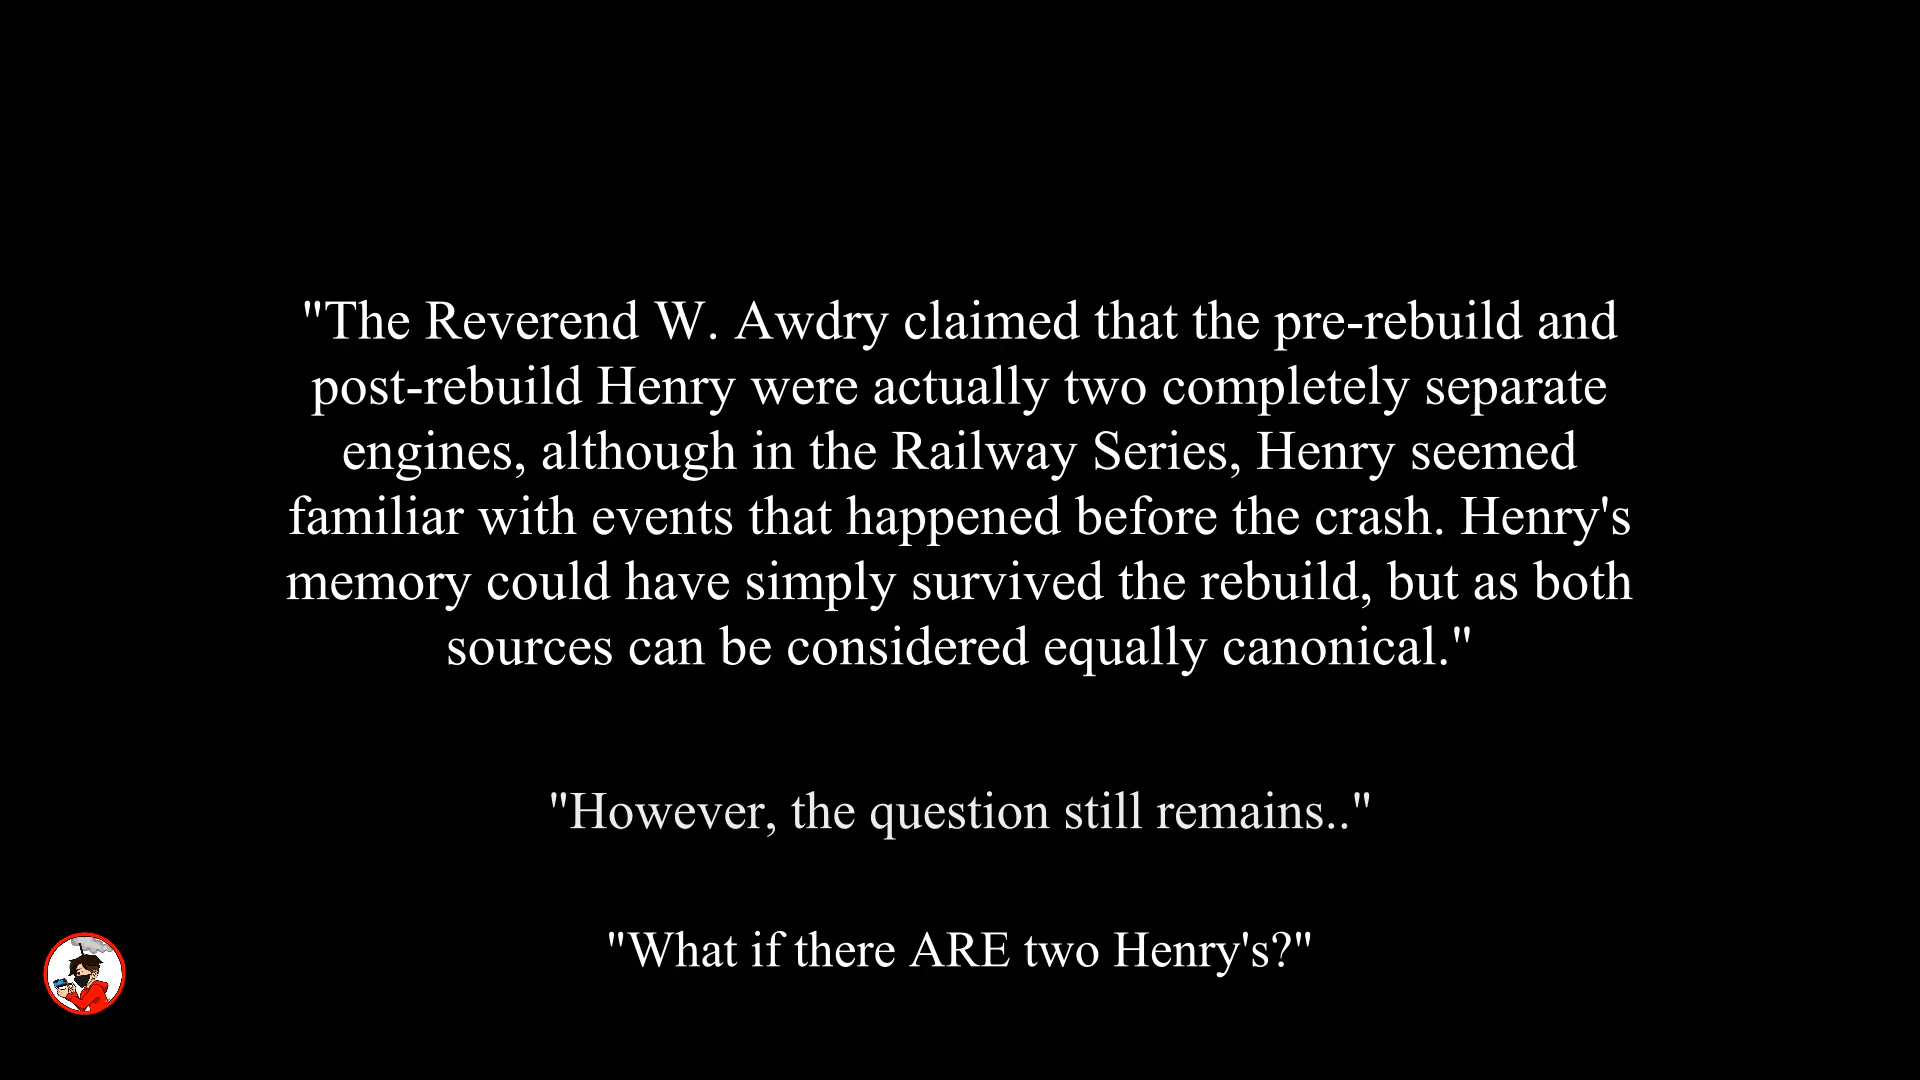 "The Reverend W. Awdry claimed that the pre-rebuild and
post-rebuild Henry were actually two completely separate
engines, although in the Railway Series, Henry seemed
familiar with events that happened before the crash. Henry's
memory could have simply survived the rebuild, but as both
sources can be considered equally canonical."
"However, the question still remains.."
"What if there ARE two Henry's?"